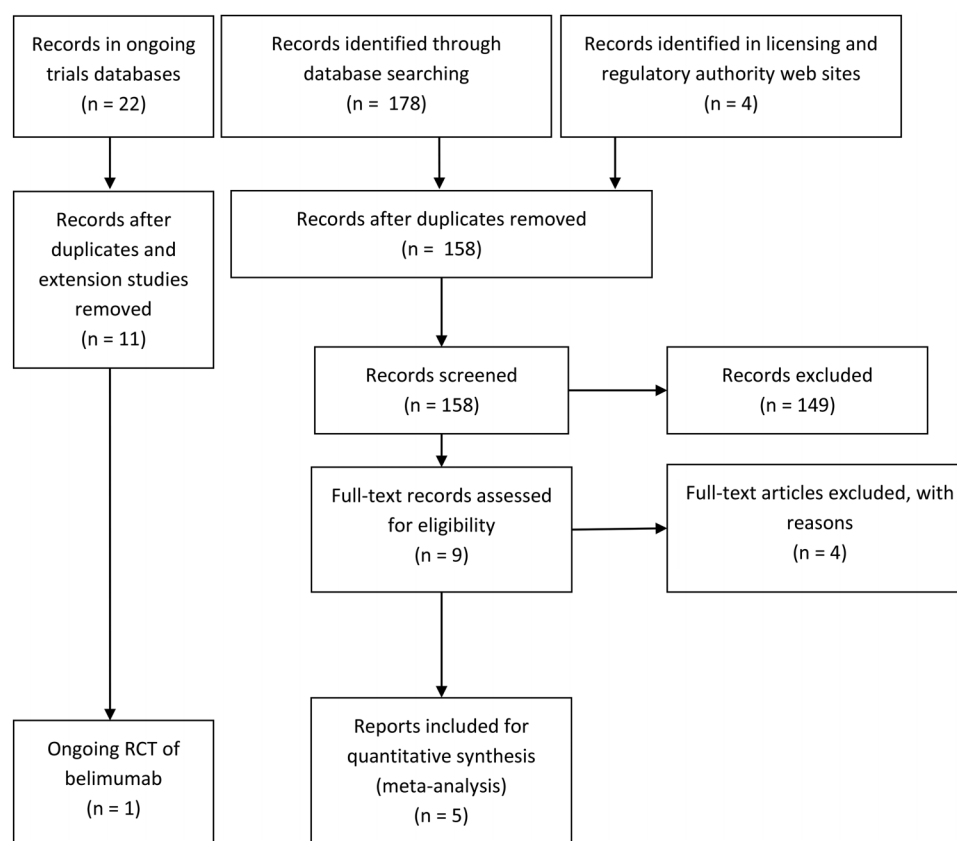 Records in ongoing
trials databases
(n = 22)
Records identified through
database searching
(n = 178)
Records identified in licensing and
regulatory authority web sites
(n = 4)
Records after
duplicates and
extension studies
removed
(n = 11)
Records after duplicates removed
(n = 158)
Records screened
(n = 158)
Records excluded
(n = 149)
Full-text records assessed
for eligibility
(n = 9)
Full-text articles excluded, with
reasons
(n = 4)
Ongoing RCT of
belimumab
(n = 1)
Reports included for
quantitative synthesis
(meta-analysis)
(n = 5)